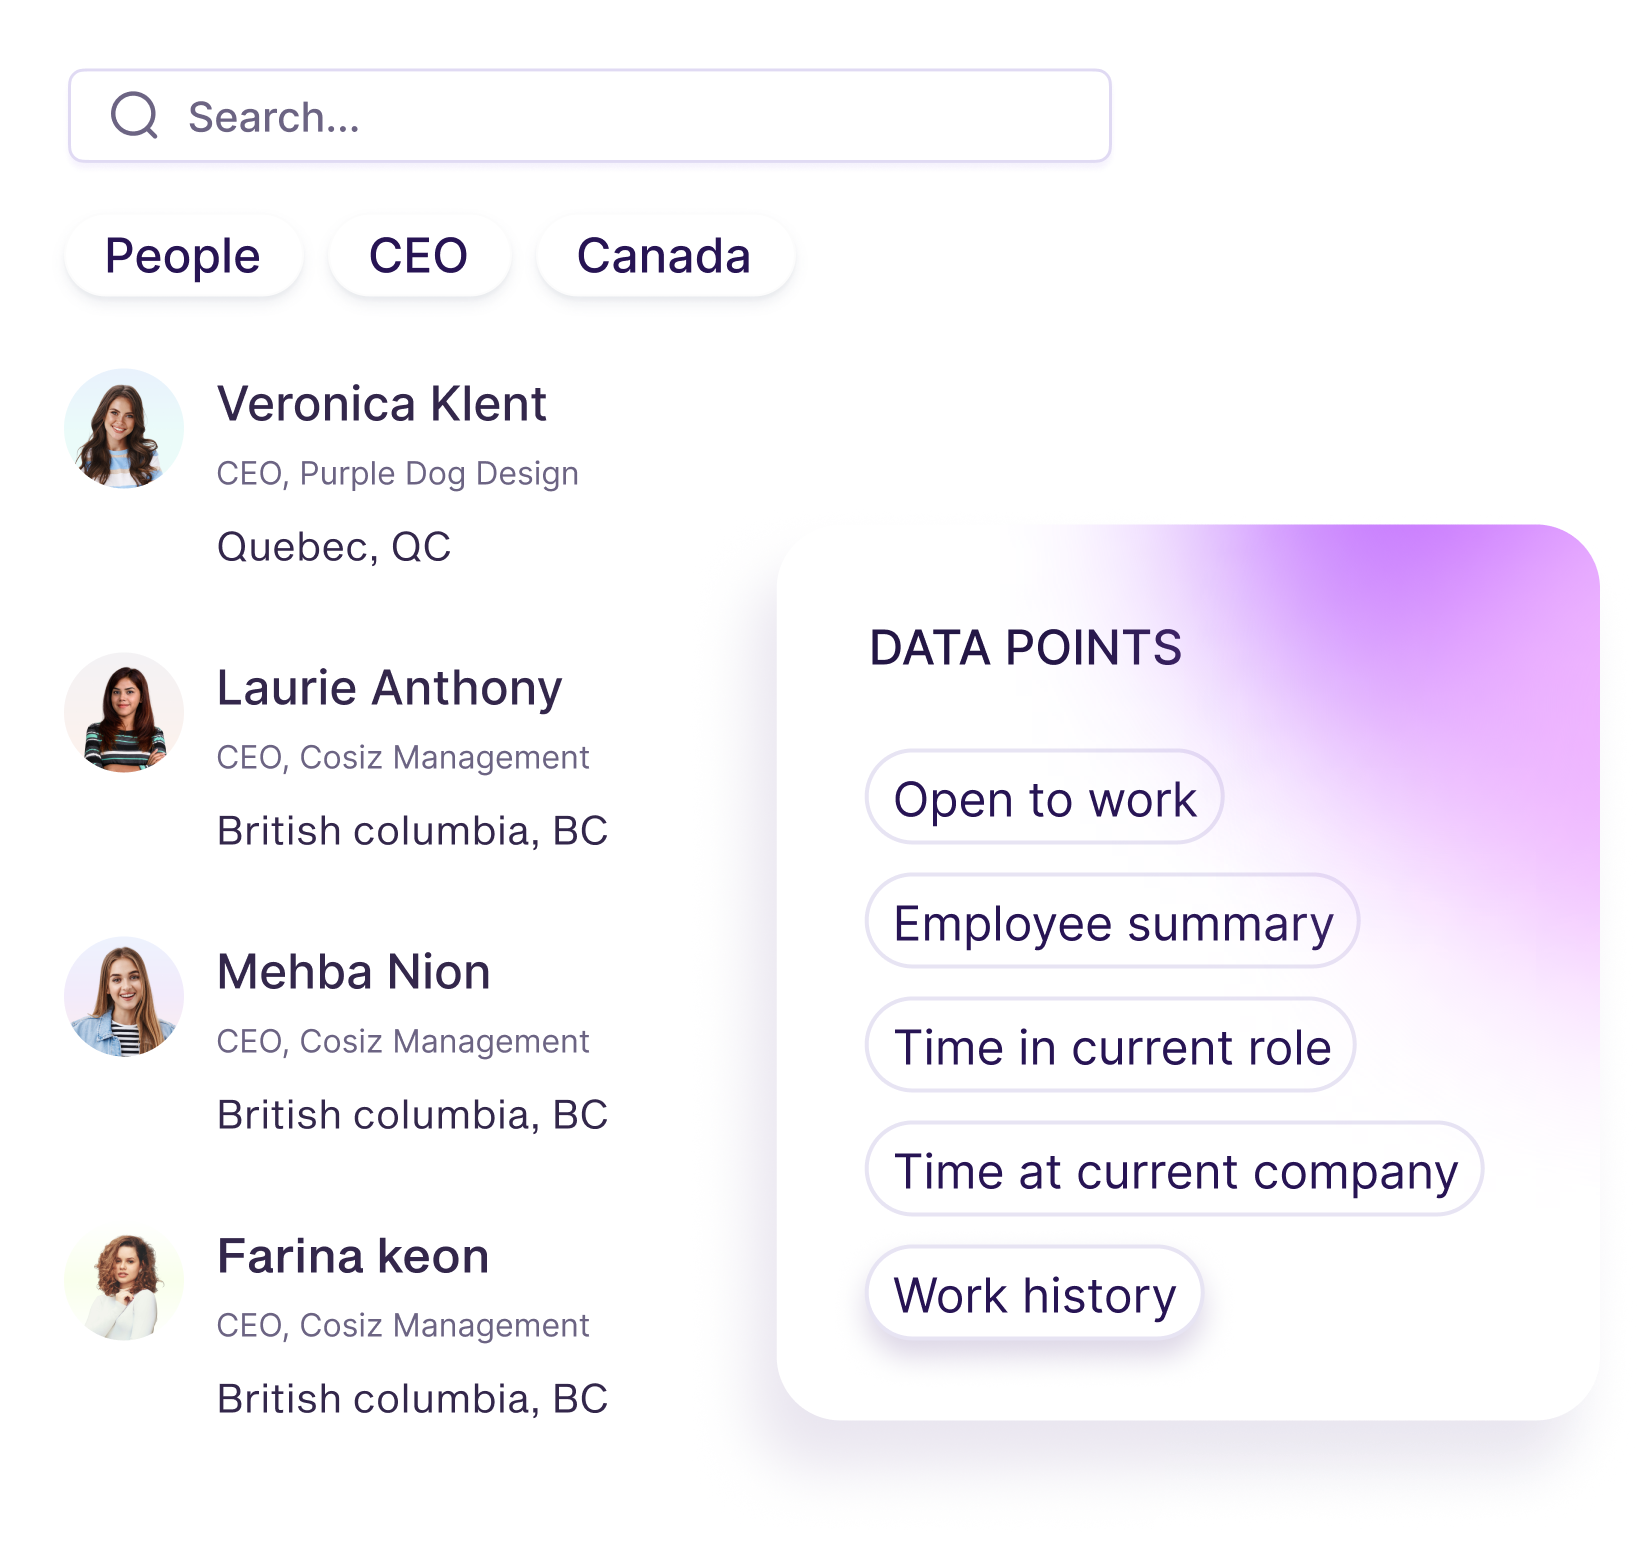 Search...
People
CEO
Canada
Veronica Klent
CEO, Purple Dog Design
Quebec, QC
Laurie Anthony
CEO, Cosiz Management
British columbia, BC
Mehba Nion
CEO, Cosiz Management
British columbia, BC
Farina keon
CEO, Cosiz Management
British columbia, BC
DATA POINTS
Open to work
Employee summary
Time in current role
Time at current company
Work history